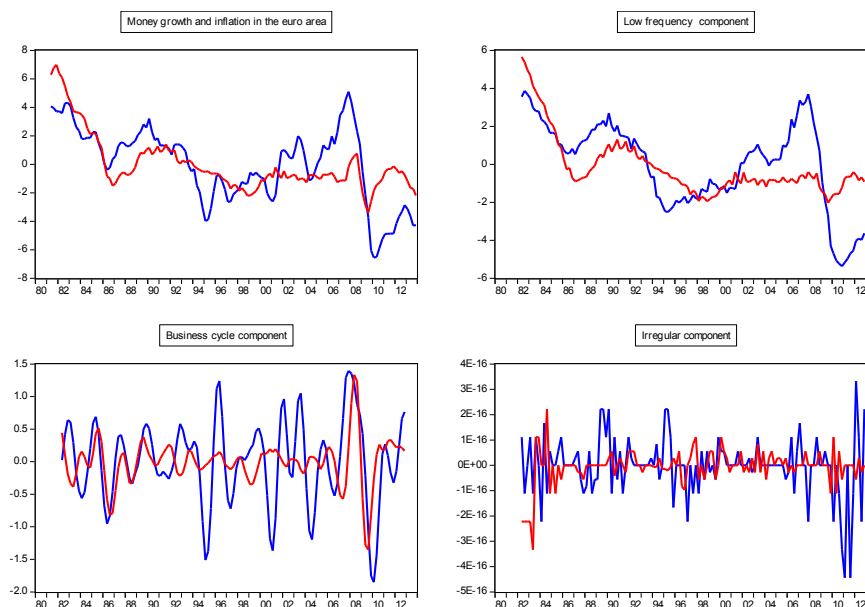 Money growth and inflation in the euro area
8
6
4
2
0
-2
-4
-6
-8
80 82 84 86 88 90 92 94 96 98 00 02 04 06 08 10 12
Low frequency component
6
4
2
0
-2
-4
-6
80 82 84 86 88 90 92 94 96 98 00 02 04 06 08 10 12
Business cycle component
1.5
1.0
0.5
0.0
-0.5
-1.0
-1.5
-2.0
80 82 84 86 88 90 92 94 96 98 00 02 04 06 08 10 12
Irregular component
4E-16
3E-16
2E-16
1E-16
0E+00
-1E-16
-2E-16
-3E-16
-4E-16
-5E-16
80 82 84 86 88 90 92 94 96 98 00 02 04 06 08 10 12